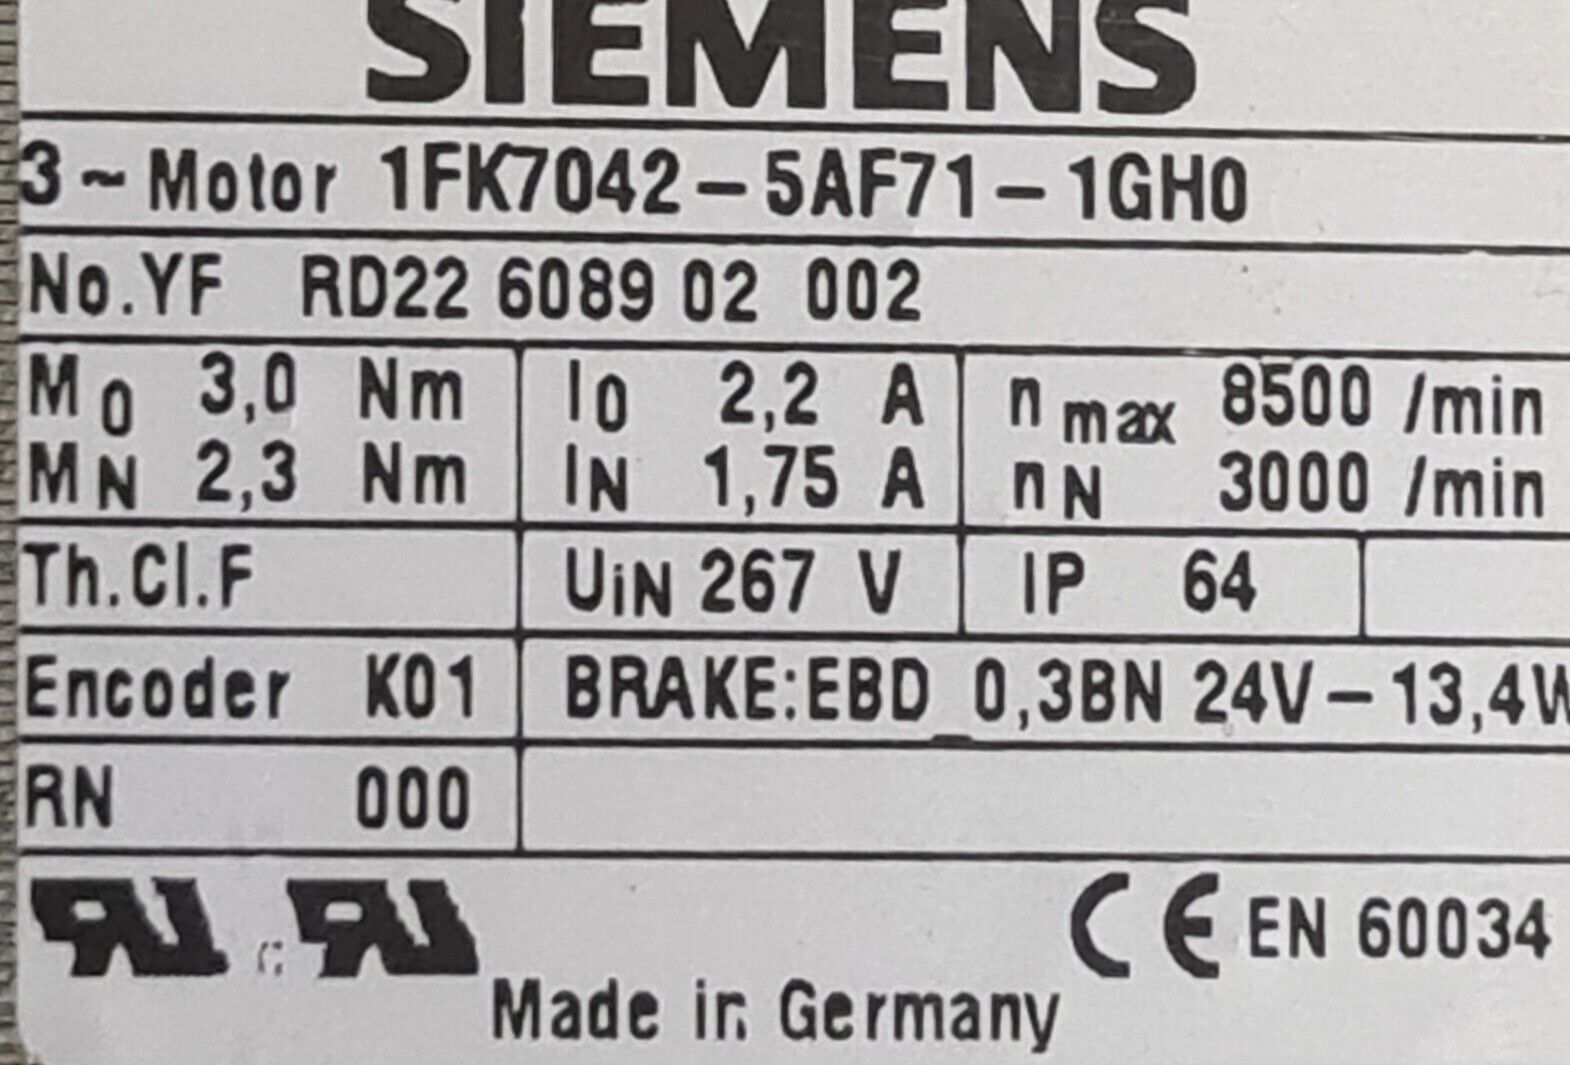 SIEMENS
3~Motor 1FK7042-5AF71-1GH0
No.YF RD22 6089 02 002
M0 3,0 Nm I0 2,2 A nmax 8500 /min
MN 2,3 Nm IN 1,75 A nN 3000 /min
Th.Cl.F UiN 267 V IP 64
Encoder K01 BRAKE:EBD 0,3BN 24V-13,4W
RN 000
CE EN 60034
Made in Germany